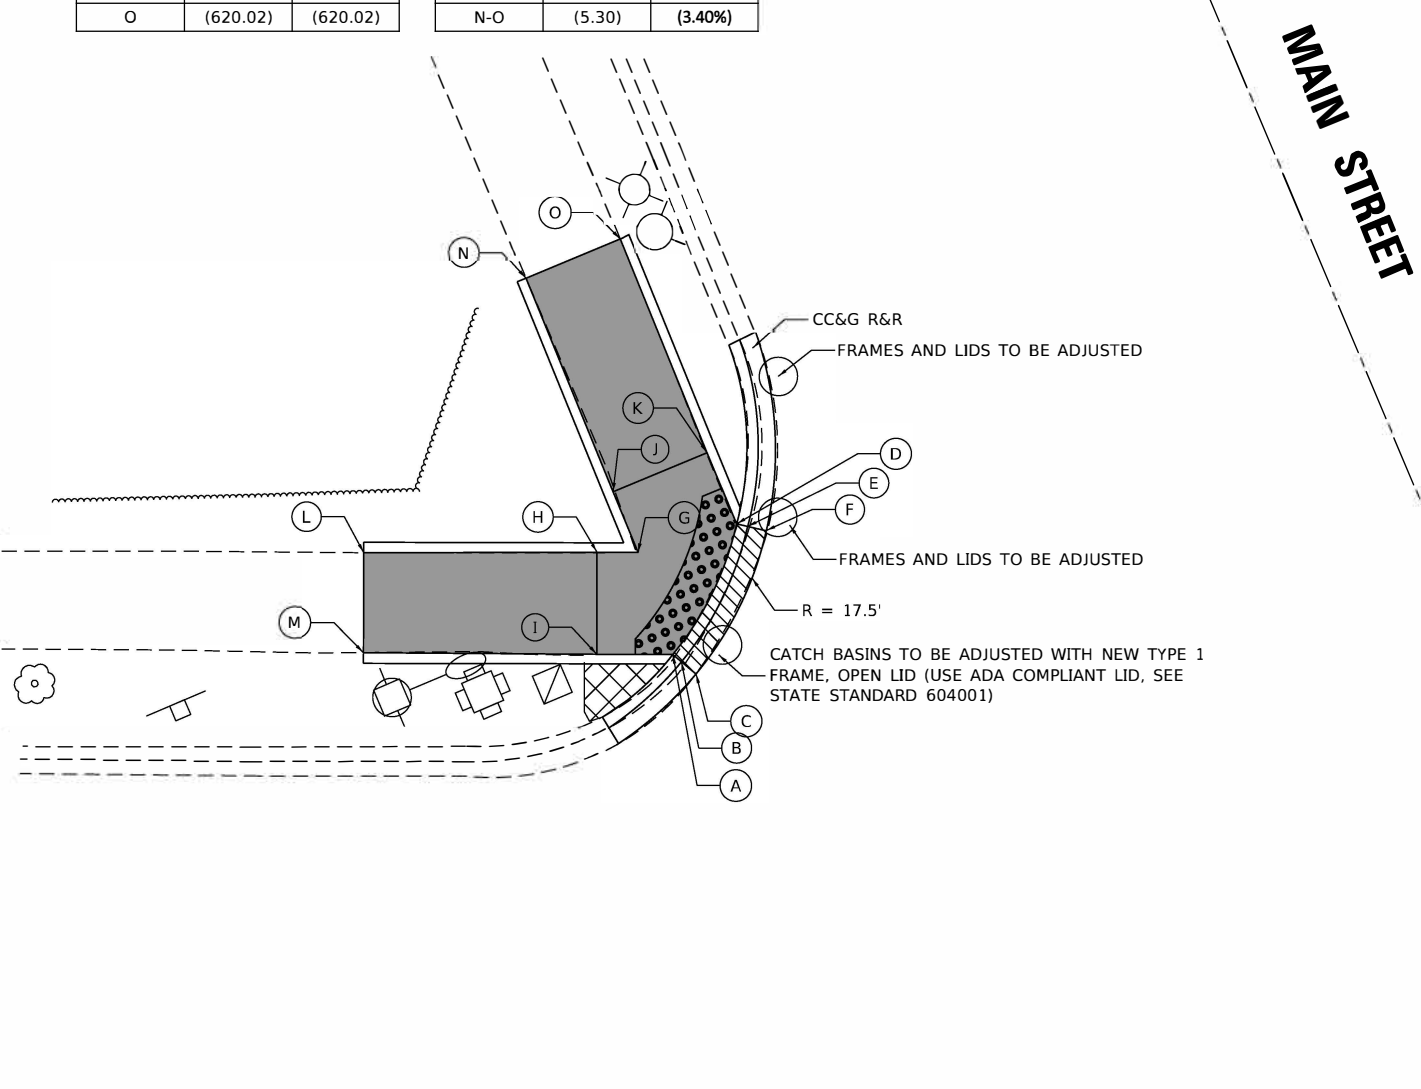 O (620.02) (620.02)
N-O (5.30) (3.40%)
MAIN STREET
O
N
CC&G R&R
FRAMES AND LIDS TO BE ADJUSTED
K
J
D
E
L
H
G
F
FRAMES AND LIDS TO BE ADJUSTED
R = 17.5'
M
I
CATCH BASINS TO BE ADJUSTED WITH NEW TYPE 1
FRAME, OPEN LID (USE ADA COMPLIANT LID, SEE
STATE STANDARD 604001)
C
B
A